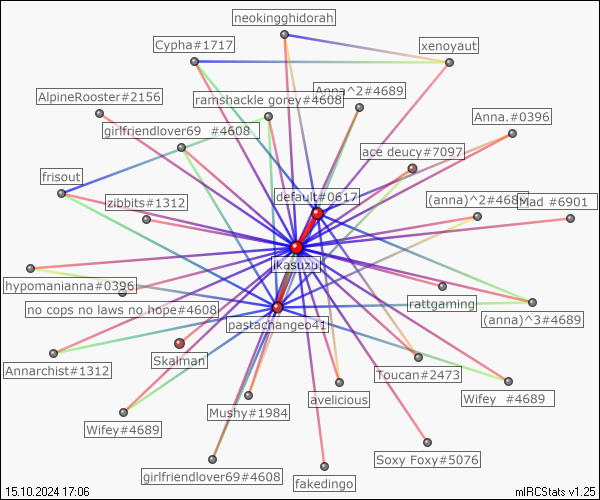 neokingghidorah
Cypha#1717
xenoyaut
Anna^2#4689
AlpineRooster#2156
ramshackle gorey#4608
Anna.#0396
girlfriendlover69 #4608
ace deucy#7097
frisout
default#0617
zibbits#1312
(anna)^2#4689
Mad #6901
ikasuzu
hypomanianna#0396
rattgaming
no cops no laws no hope#4608
(anna)^3#4689
pastachangeo41
Skalman
Annarchist#1312
Toucan#2473
avelicious
Wifey #4689
Mushy#1984
Wifey#4689
Soxy Foxy#5076
girlfriendlover69#4608
fakedingo
15.10.2024 17:06
mIRCStats v1.25